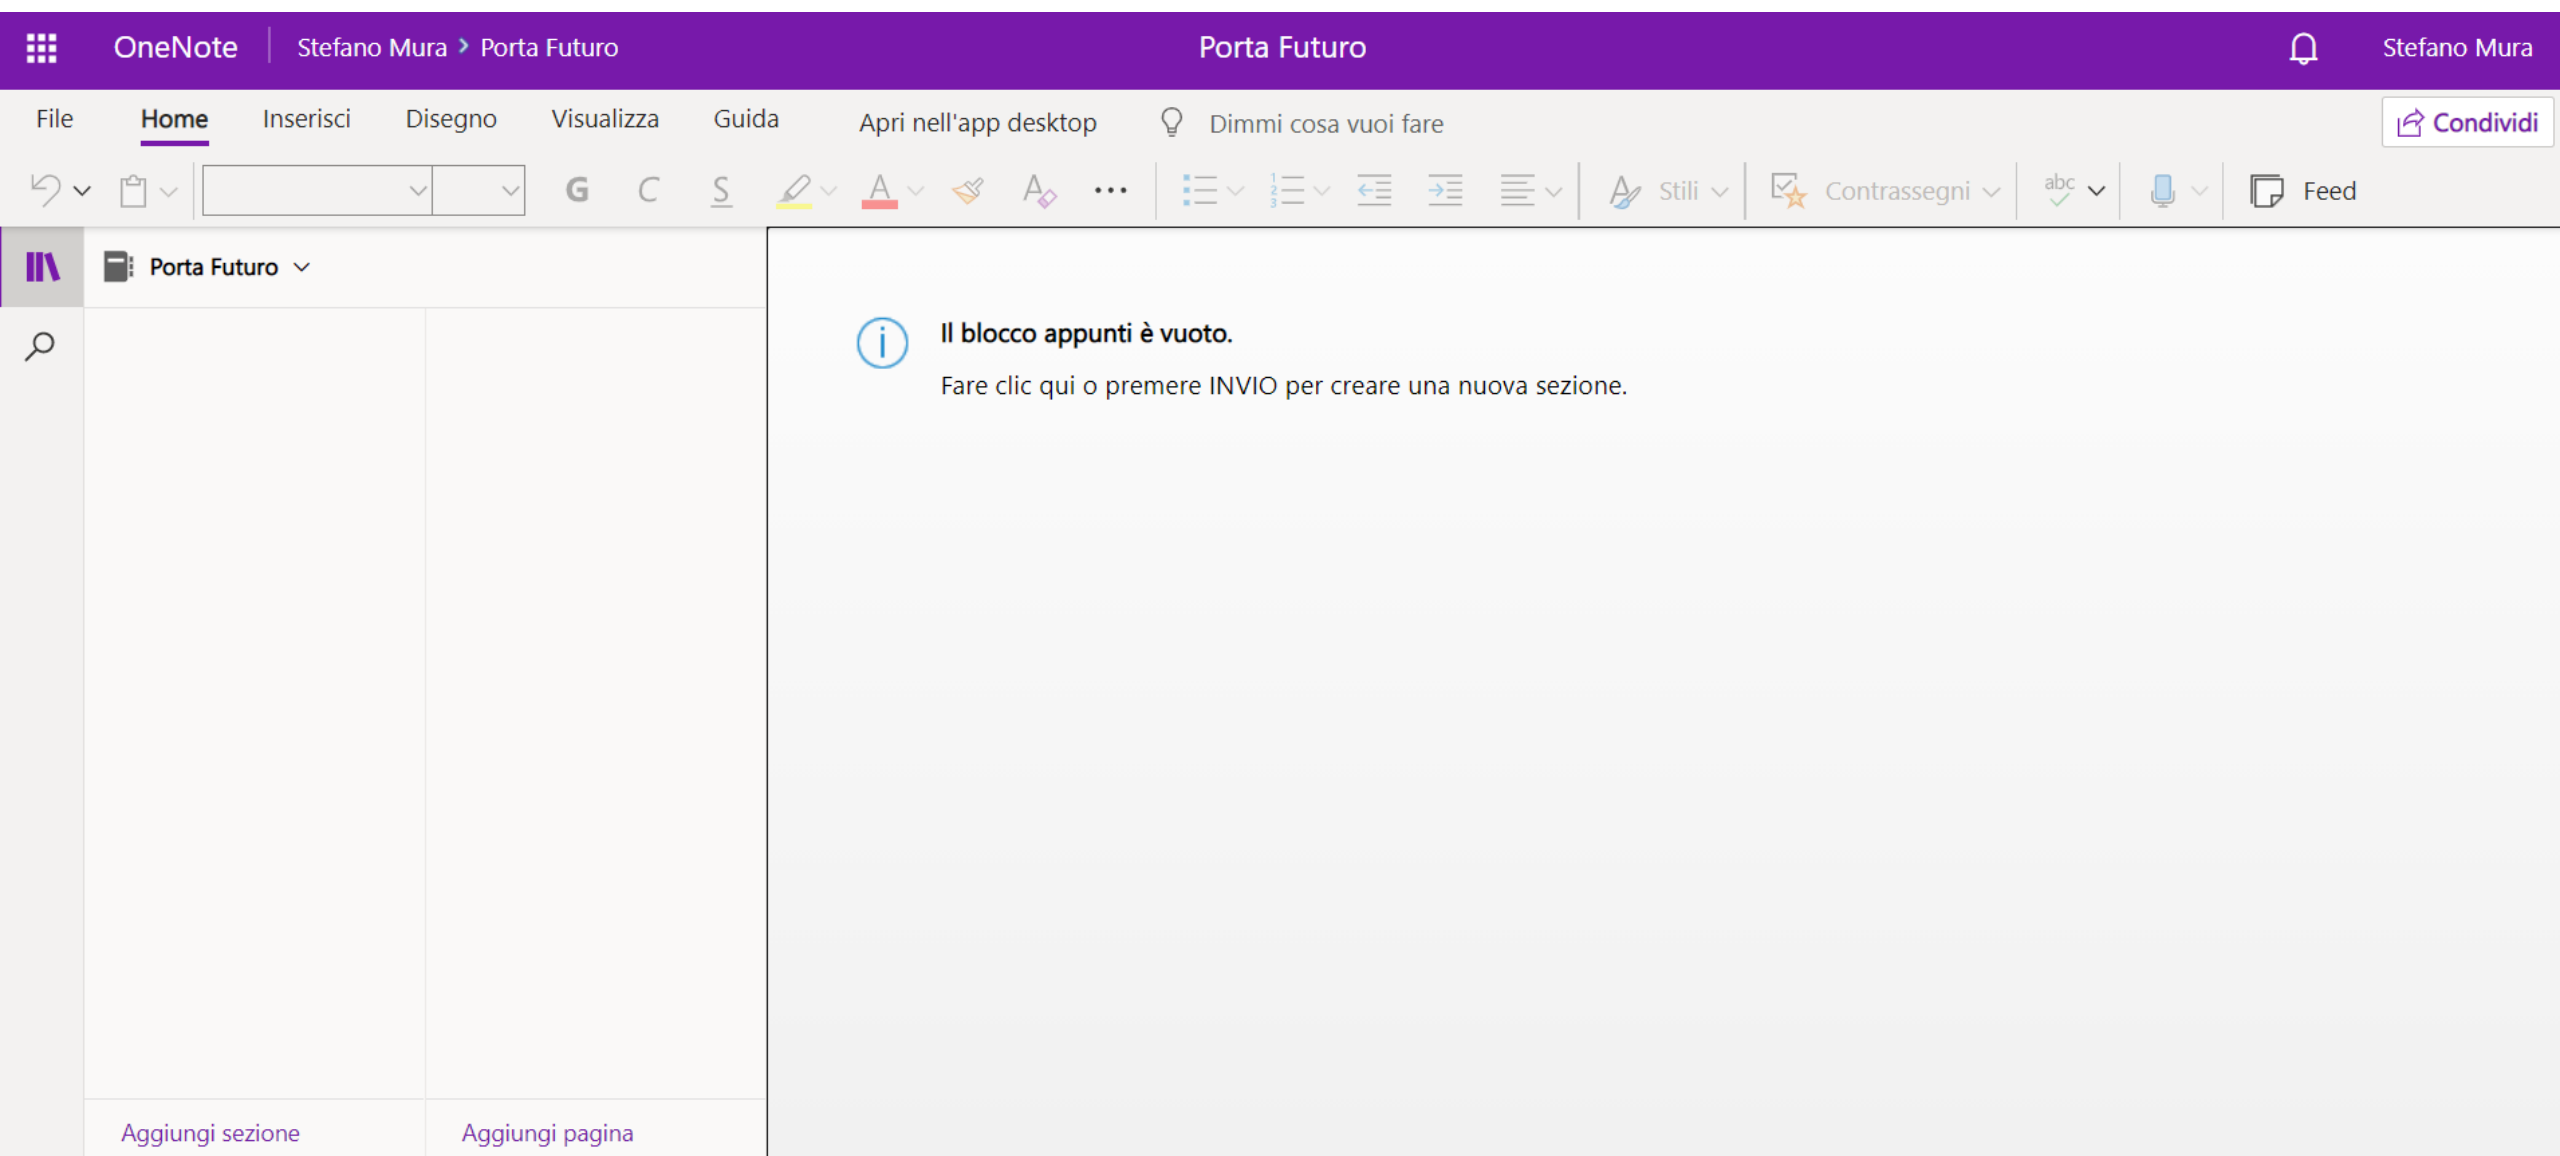 OneNote Stefano Mura > Porta Futuro Porta Futuro Stefano Mura
File Home Inserisci Disegno Visualizza Guida Apri nell'app desktop Dimmi cosa vuoi fare Condividi
G C S A A Stili Contrassegni abc Feed
Porta Futuro
Il blocco appunti è vuoto.
Fare clic qui o premere INVIO per creare una nuova sezione.
Aggiungi sezione Aggiungi pagina